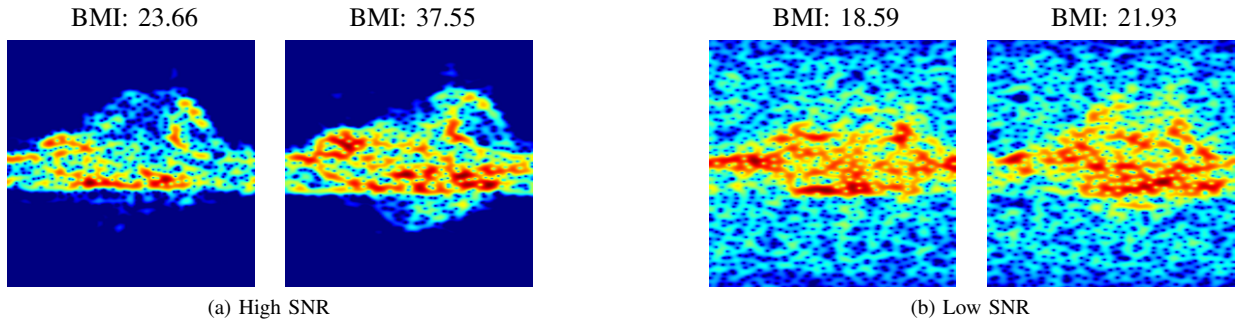 BMI: 23.66
BMI: 37.55
BMI: 18.59
BMI: 21.93
(a) High SNR
(b) Low SNR